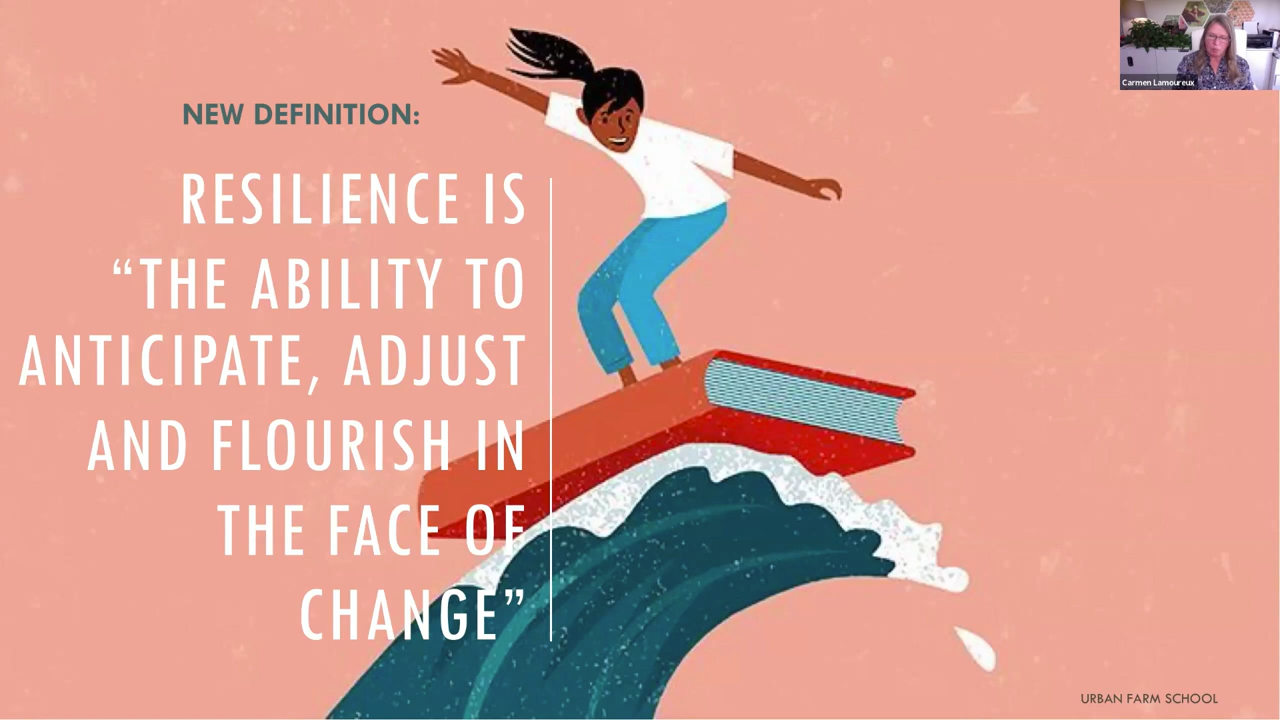 Carmen Lamoureux
NEW DEFINITION:
RESILIENCE IS
“THE ABILITY TO
ANTICIPATE, ADJUST
AND FLOURISH IN
THE FACE OF
CHANGE”
URBAN FARM SCHOOL